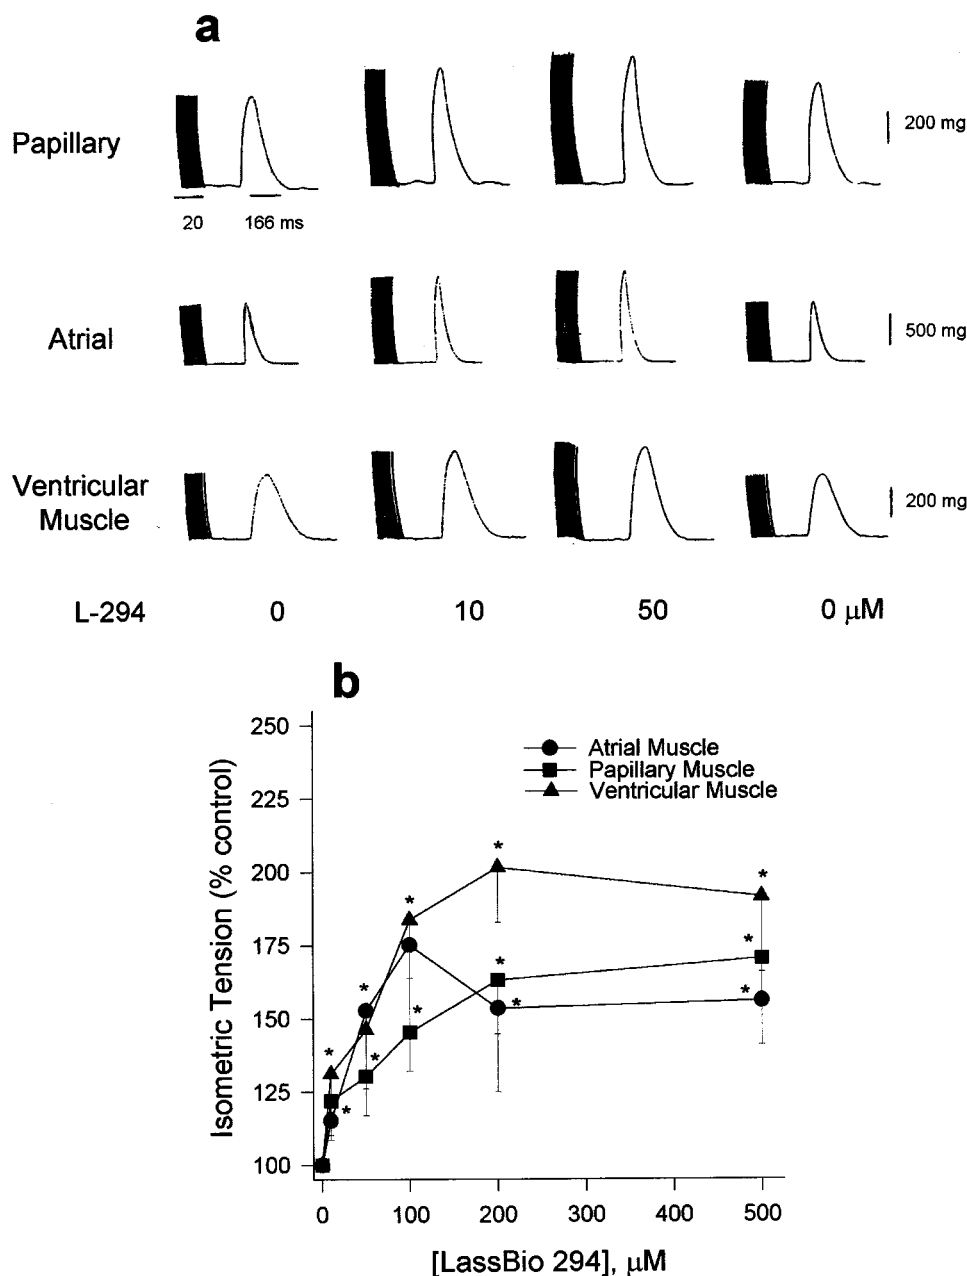 a
Papillary
200 mg
20
166 ms
Atrial
500 mg
Ventricular
Muscle
200 mg
L-294
0
10
50
0 μM
b
250
225
200
175
150
125
100
Isometric Tension (% control)
Atrial Muscle
Papillary Muscle
Ventricular Muscle
*
*
*
*
*
*
*
*
*
*
*
*
*
0
100
200
300
400
500
[LassBio 294], μM